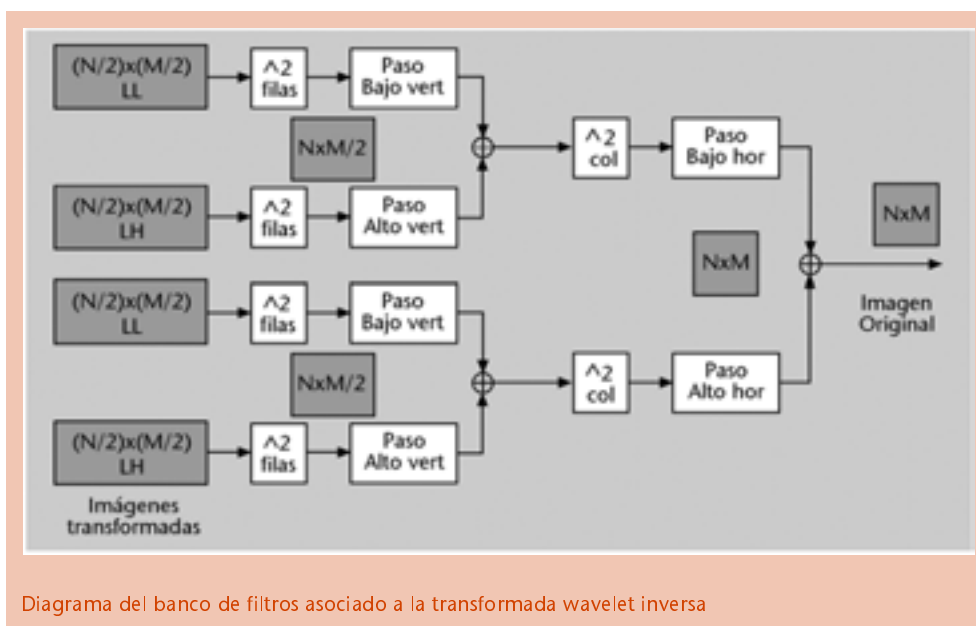 (N/2)x(M/2)
LL
^2
filas
Paso
Bajo vert
NxM/2
(N/2)x(M/2)
LH
^2
filas
Paso
Alto vert
^2
col
Paso
Bajo hor
(N/2)x(M/2)
LL
^2
filas
Paso
Bajo vert
NxM/2
(N/2)x(M/2)
LH
^2
filas
Paso
Alto vert
^2
col
Paso
Alto hor
NxM
NxM
Imagen
Original
Imágenes
transformadas
Diagrama del banco de filtros asociado a la transformada wavelet inversa